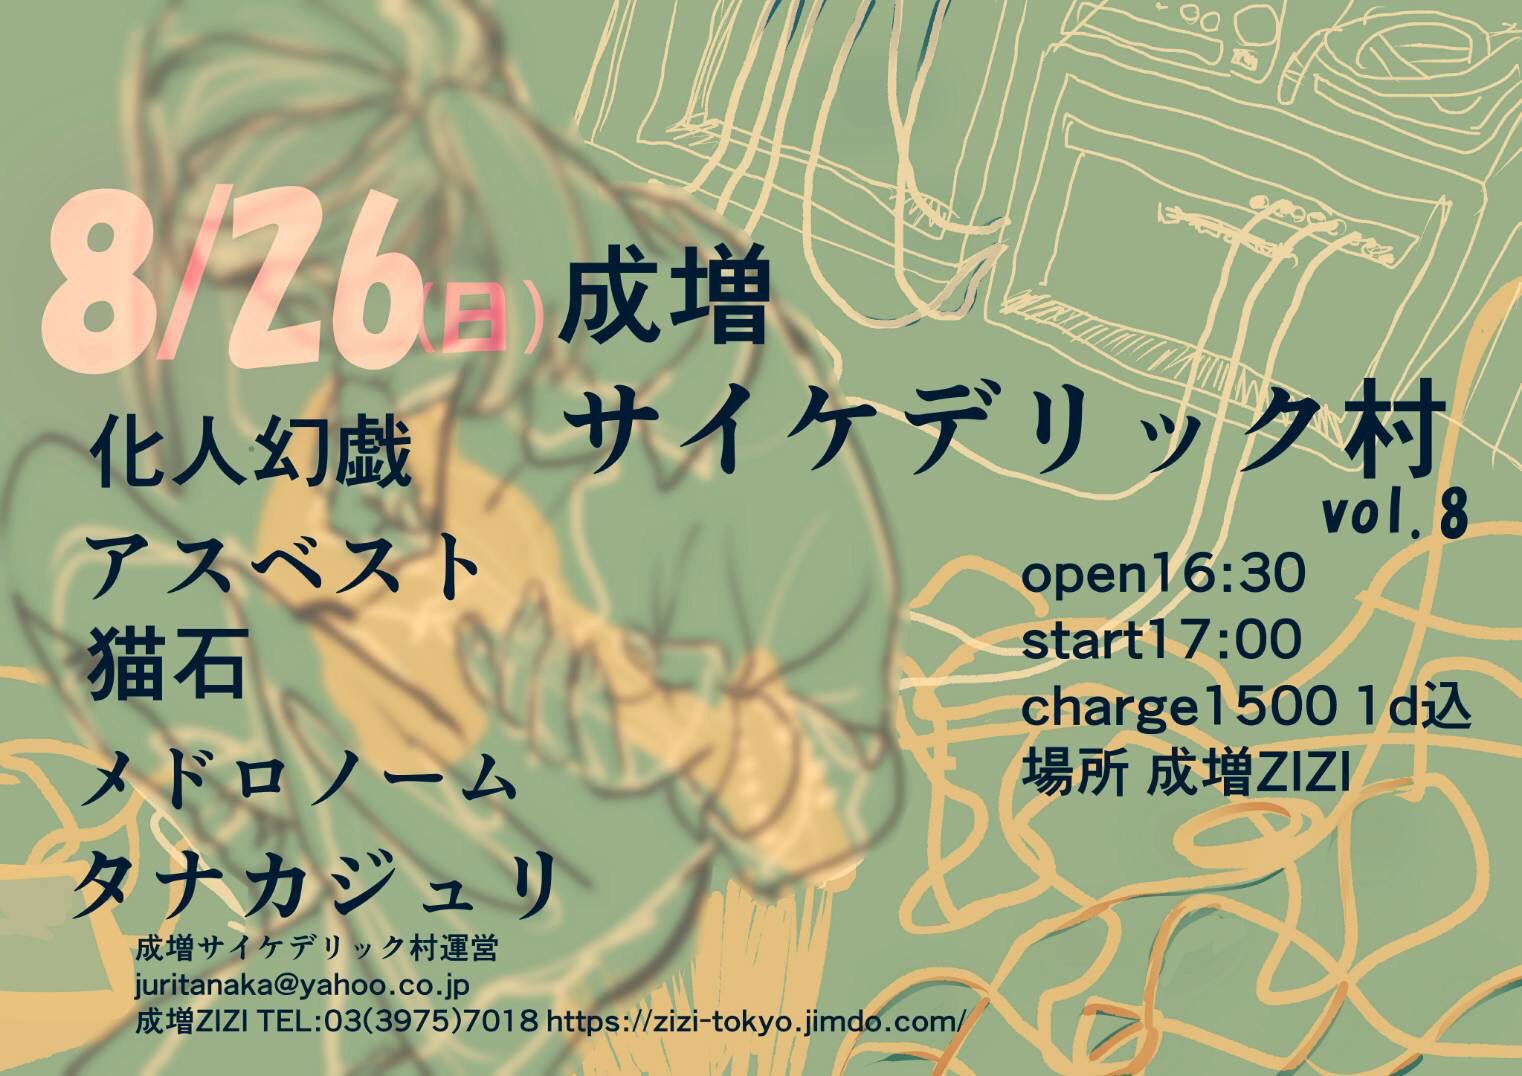 8/26(日)
成増
サイケデリック村
vol.8
化人幻戯
アスベスト
猫石
メドロノーム
タナカジュリ
open16:30
start17:00
charge1500 1d込
場所 成増ZIZI
成増サイケデリック村運営
juritanaka@yahoo.co.jp
成増ZIZI TEL:03(3975)7018 https://zizi-tokyo.jimdo.com/